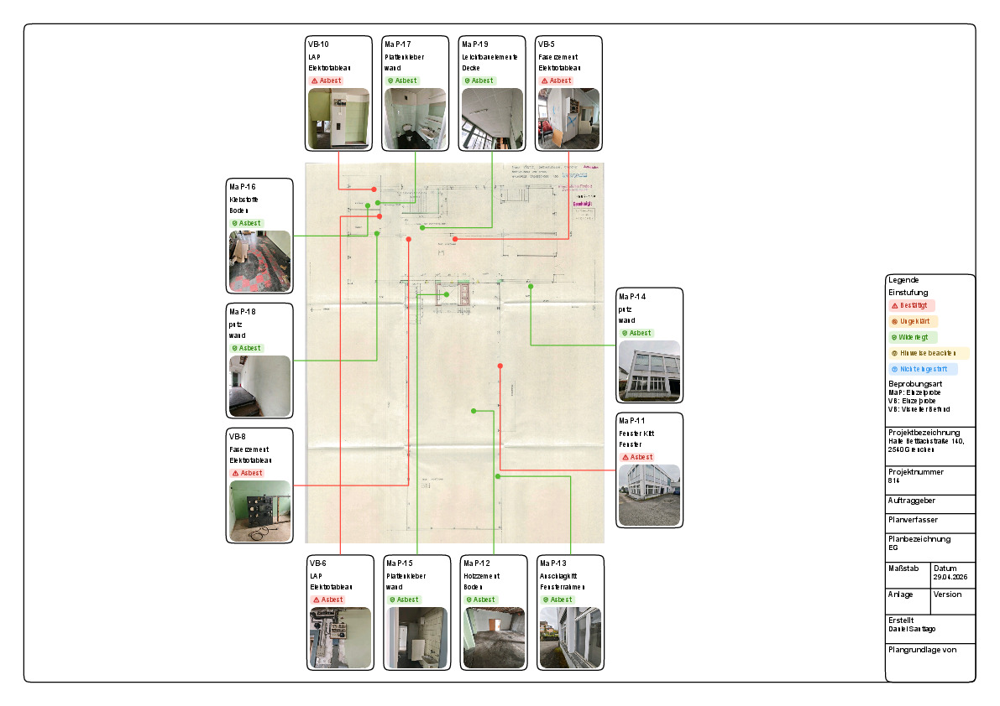 VB-10
LAP
Elektrotableau
Asbest
MaP-17
Plattenkleber
wand
Asbest
MaP-19
Leichtbauelemente
Decke
Asbest
VB-5
Faserzement
Elektrotableau
Asbest
MaP-16
Klebstoffe
Boden
Asbest
MaP-18
putz
wand
Asbest
VB-8
Faserzement
Elektrotableau
Asbest
MaP-14
putz
wand
Asbest
MaP-11
Fenster Kitt
Fenster
Asbest
VB-6
LAP
Elektrotableau
Asbest
MaP-15
Plattenkleber
wand
Asbest
MaP-12
Holzzement
Boden
Asbest
MaP-13
Anschlagkitt
Fensterrahmen
Asbest
Legende
Einstufung
Bestätigt
Ungeklärt
Widerlegt
Hinweise beachten
Nicht eingestuft
Beprobungsart
MaP: Einzelprobe
VB: Einzelprobe
VB: Visueller Befund
Projektbezeichnung
Halle Bettlachstraße 140,
2540 Grenchen
Projektnummer
814
Auftraggeber
Planverfasser
Planbezeichnung
EG
Maßstab
Datum
29.04.2026
Anlage
Version
Erstellt
Daniel Santiago
Plangrundlage von